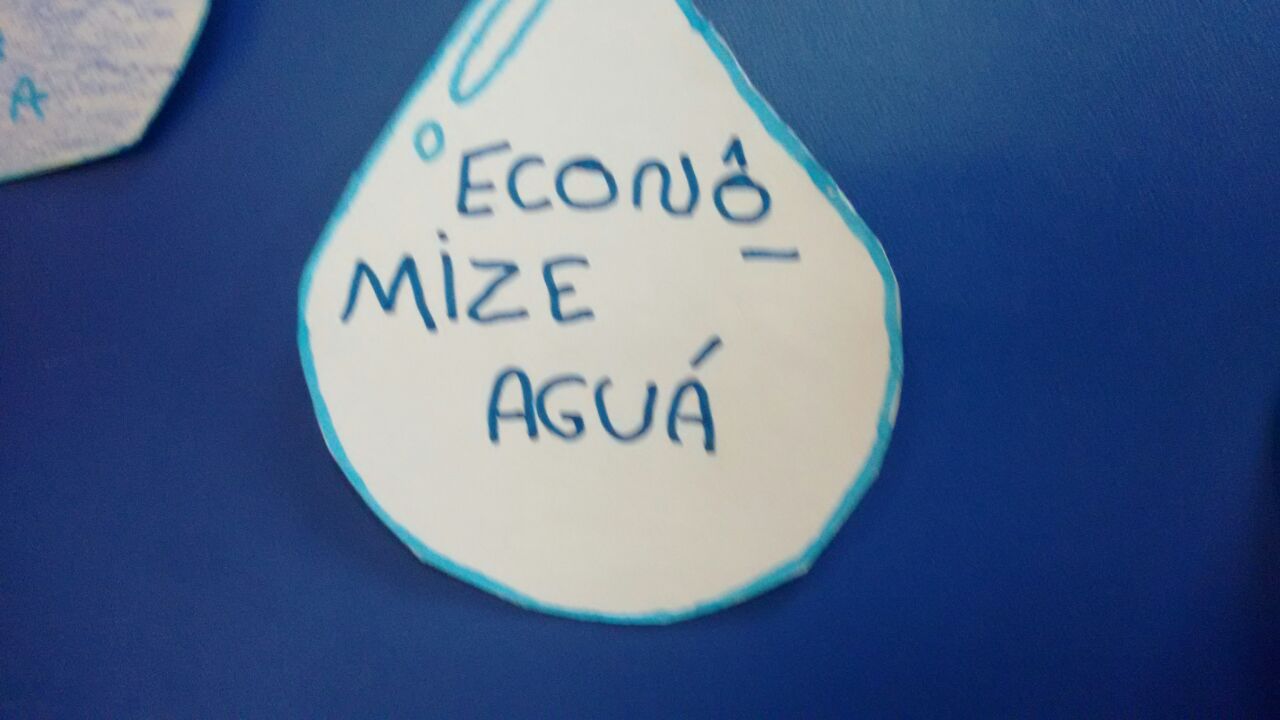 A
ECONÔ
_
MIZE
AGUÁ